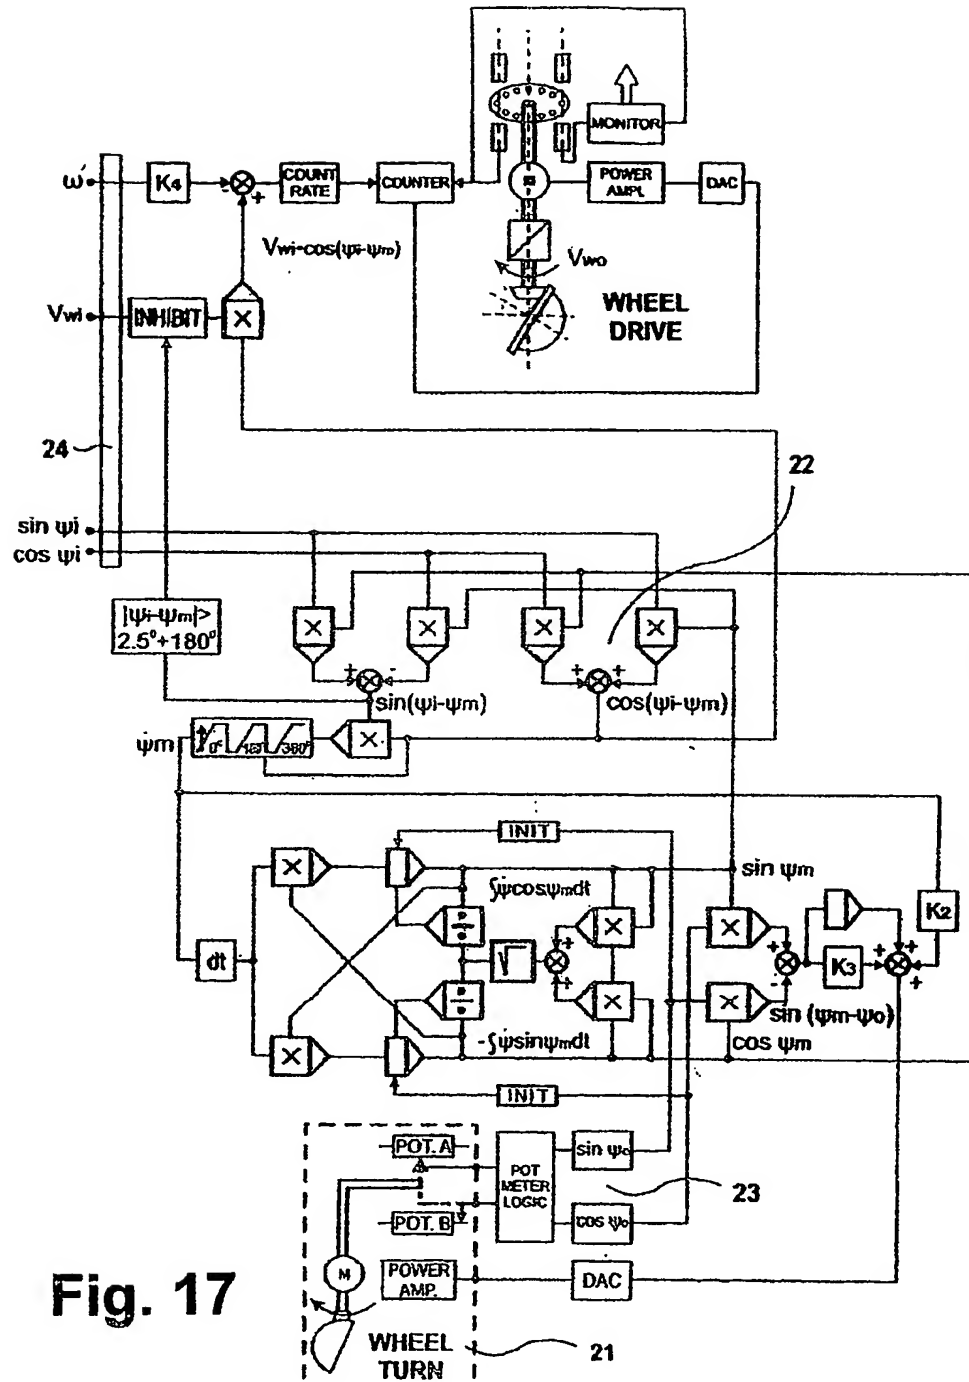 MONITOR
ω'
K4
-
+
COUNT
RATE
COUNTER
POWER
AMPL
DAC
Vwi-cos(ψi-ψm)
Vwo
Vwi
INHIBIT
X
WHEEL
DRIVE
24
22
sin ψi
cos ψi
|ψi-ψm|>
2.5°+180°
X
X
X
X
+
-
+
+
sin(ψi-ψm)
cos(ψi-ψm)
ψ̇m
0°
180°
360°
X
INIT
sin ψm
X
∫ψ̇cosψmdt
X
X
K2
dt
√
+
+
+
-
K3
+
+
+
X
X
X
sin (ψm-ψo)
-∫ψ̇sinψmdt
cos ψm
INIT
POT. A
POT
METER
LOGIC
sin ψo
23
POT. B
cos ψo
M
POWER
AMP.
DAC
Fig. 17
WHEEL
TURN
21